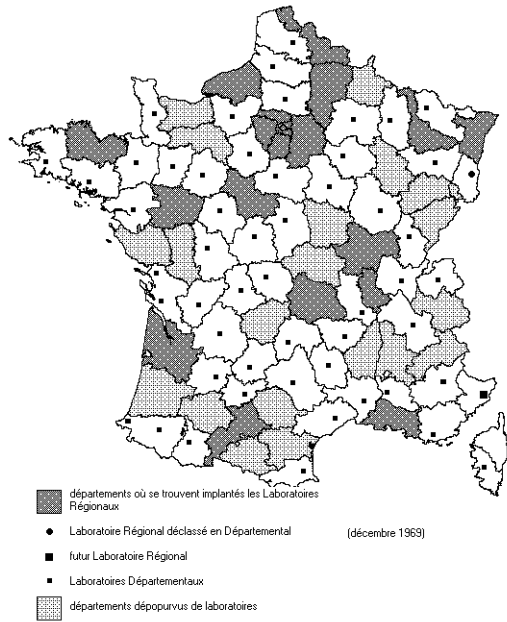 départements où se trouvent implantés les Laboratoires
Régionaux
Laboratoire Régional déclassé en Départemental (décembre 1969)
futur Laboratoire Régional
Laboratoires Départementaux
départements dépopurvus de laboratoires